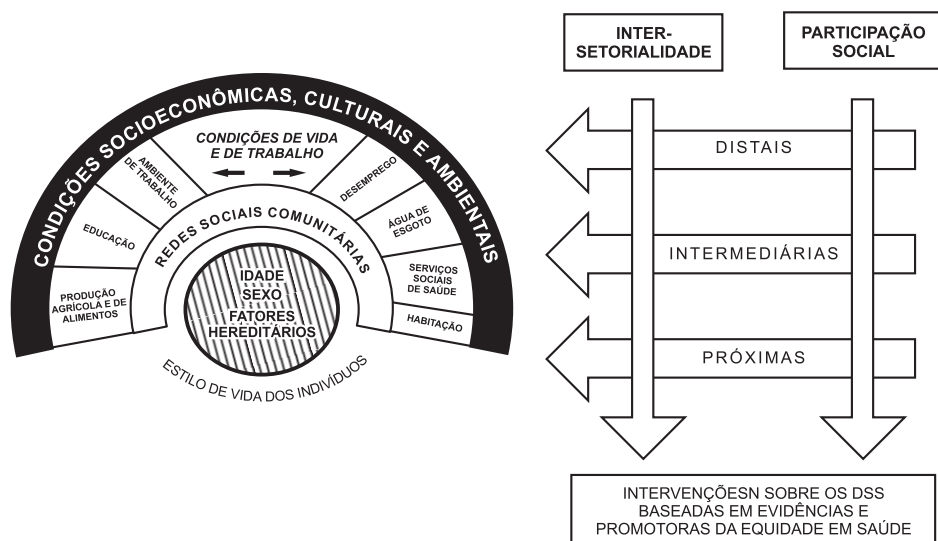 CONDIÇÕES SOCIOECONÔMICAS, CULTURAIS E AMBIENTAIS
CONDIÇÕES DE VIDA
E DE TRABALHO
PRODUÇÃO
AGRÍCOLA E DE
ALIMENTOS
EDUCAÇÃO
AMBIENTE
DE TRABALHO
DESEMPREGO
ÁGUA DE
ESGOTO
SERVIÇOS
SOCIAIS
DE SAÚDE
HABITAÇÃO
REDES SOCIAIS COMUNITÁRIAS
IDADE
SEXO
FATORES
HEREDITÁRIOS
ESTILO DE VIDA DOS INDIVÍDUOS
INTER-
SETORIALIDADE
PARTICIPAÇÃO
SOCIAL
DISTAIS
INTERMEDIÁRIAS
PRÓXIMAS
INTERVENÇÕESN SOBRE OS DSS
BASEADAS EM EVIDÊNCIAS E
PROMOTORAS DA EQUIDADE EM SAÚDE